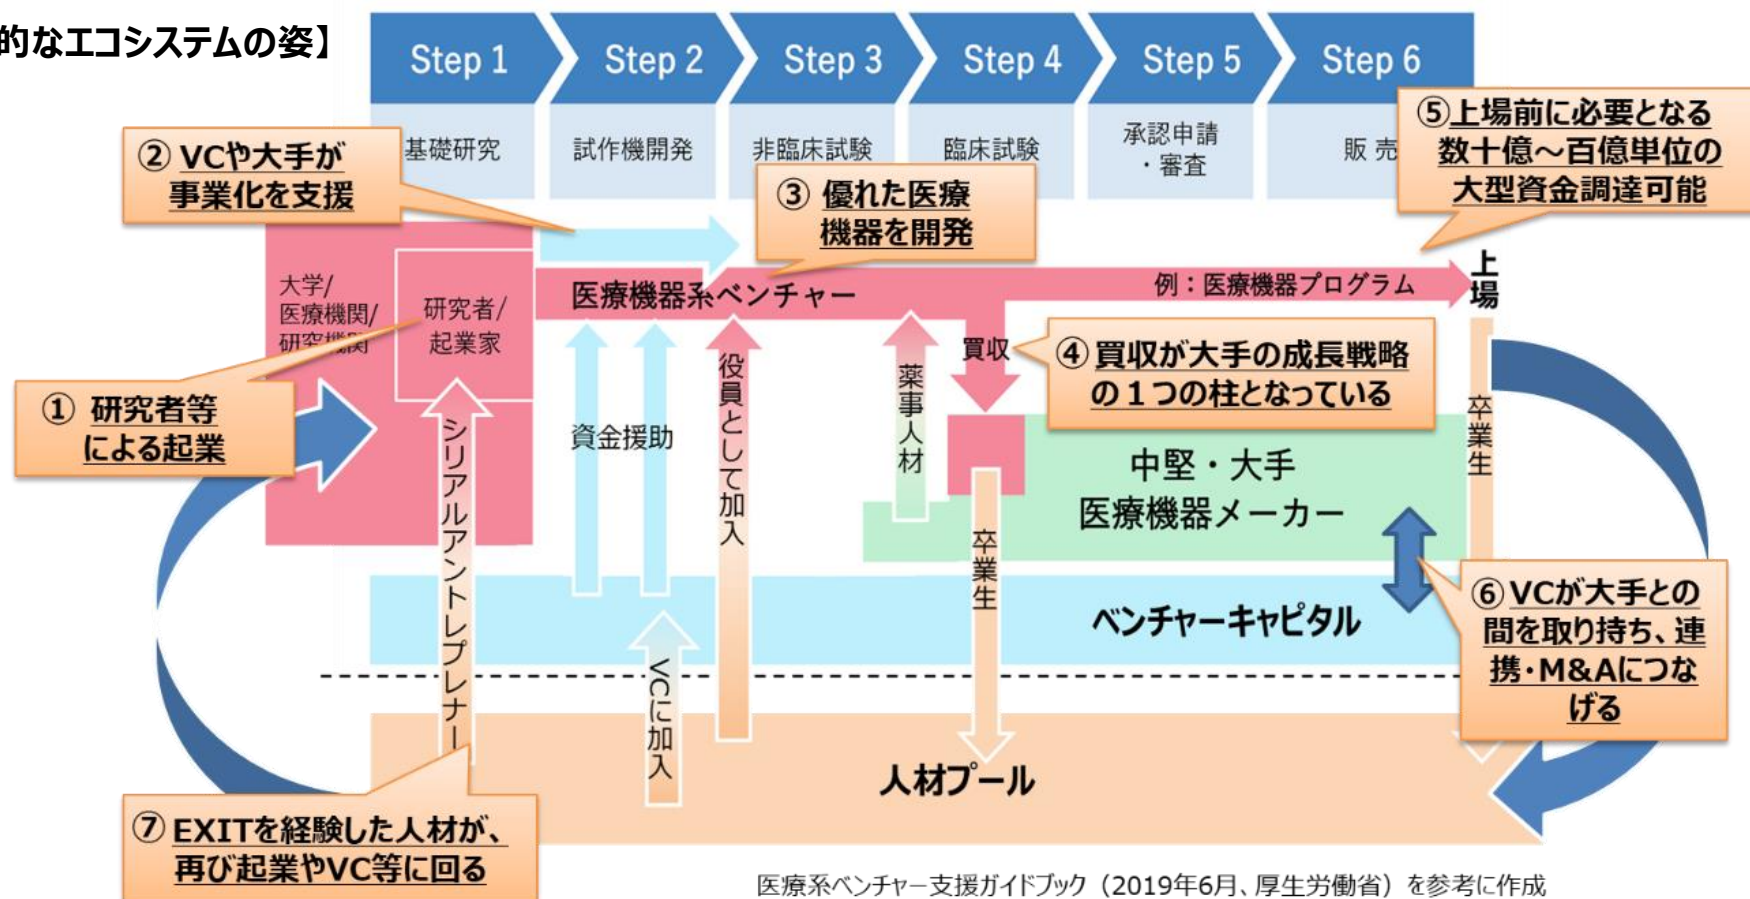 的なエコシステムの姿】
Step 1
Step 2
Step 3
Step 4
Step 5
Step 6
基礎研究
試作機開発
非臨床試験
臨床試験
承認申請
・審査
販 売
② VCや大手が
事業化を支援
③ 優れた医療
機器を開発
⑤上場前に必要となる
数十億～百億単位の
大型資金調達可能
大学/
医療機関/
研究機関
研究者/
起業家
医療機器系ベンチャー
例：医療機器プログラム
上場
① 研究者等
による起業
買収
④ 買収が大手の成長戦略
の１つの柱となっている
シリアルアントレプレナー
資金援助
役員として加入
薬事人材
卒業生
中堅・大手
医療機器メーカー
卒業生
ベンチャーキャピタル
⑥ VCが大手との
間を取り持ち、連
携・M&Aにつな
げる
VCに加入
人材プール
⑦ EXITを経験した人材が、
再び起業やVC等に回る
医療系ベンチャー支援ガイドブック（2019年6月、厚生労働省）を参考に作成